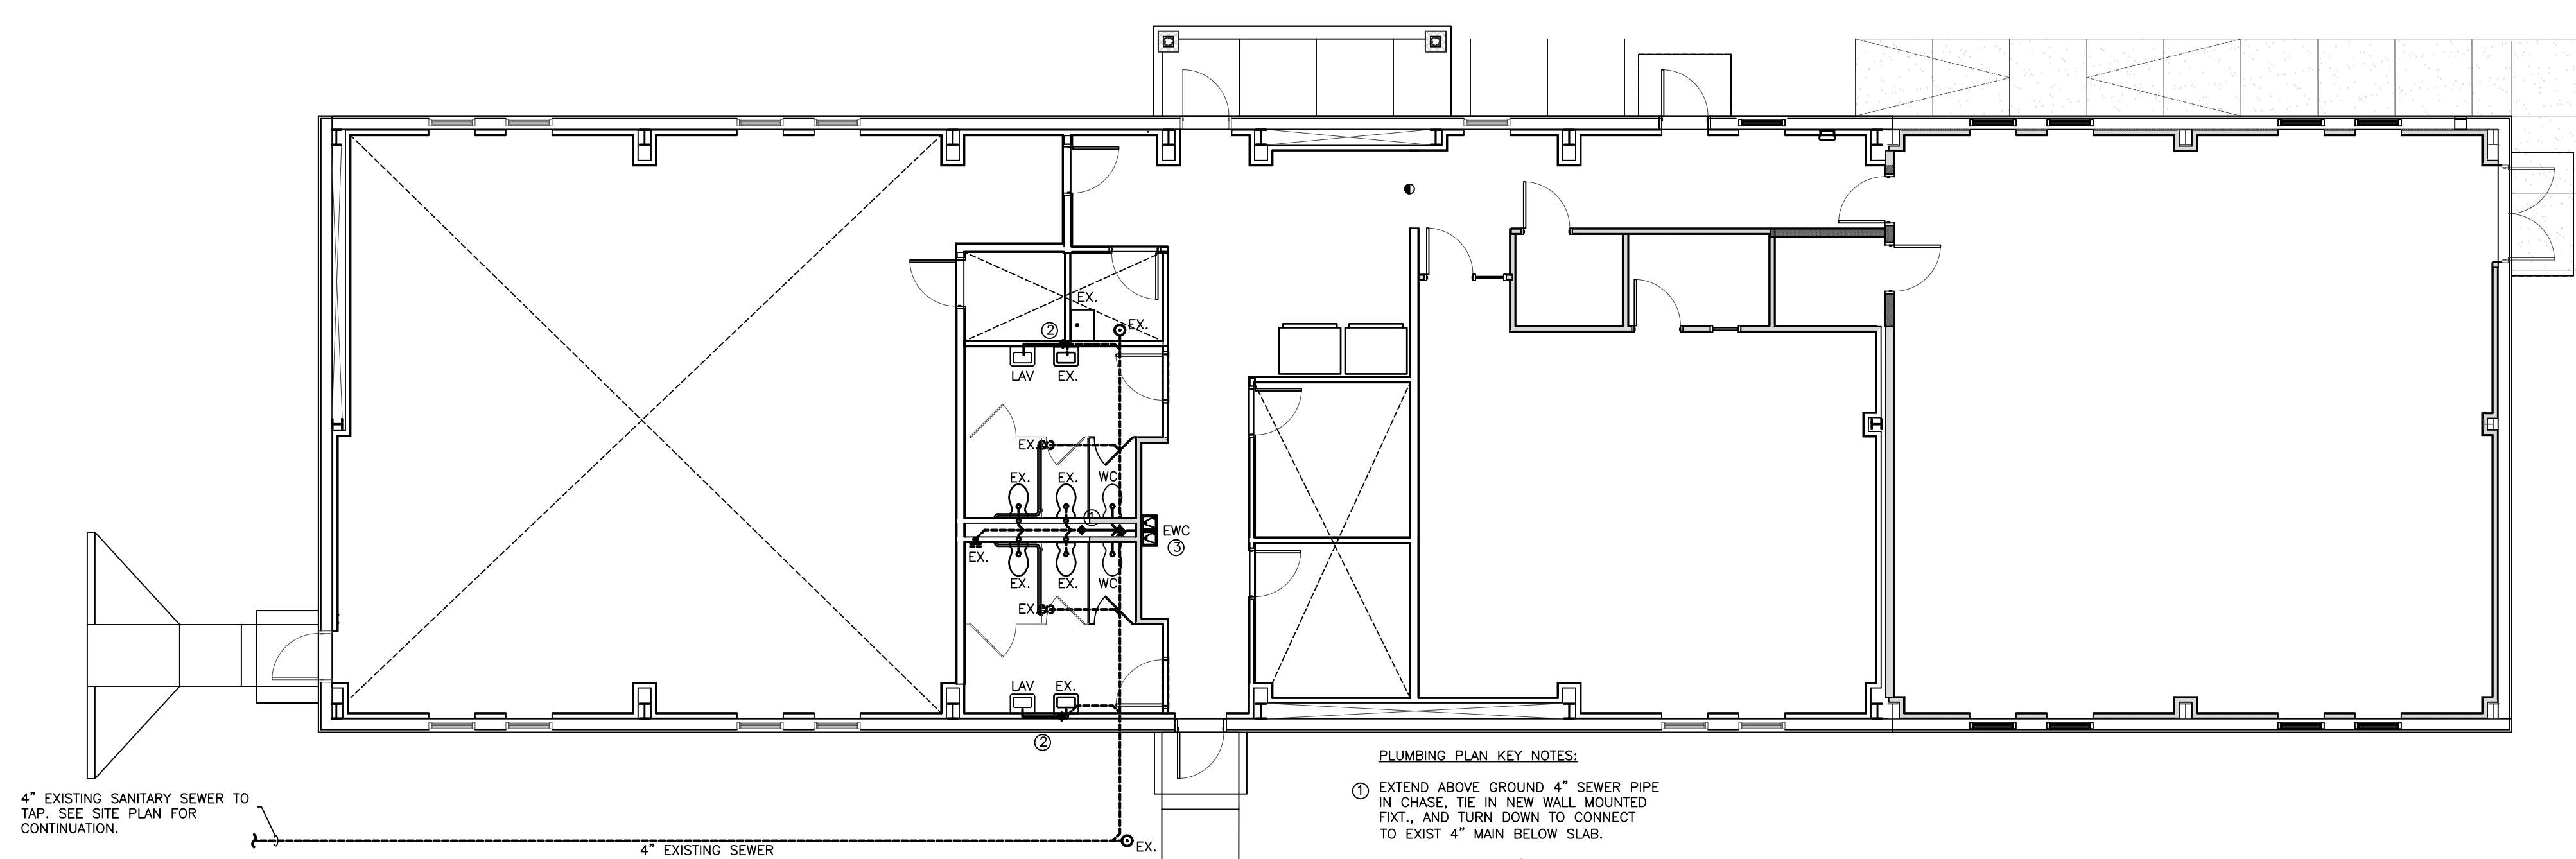 EX.
②
EX.
LAV
EX.
EX.
EX.
EX.
WC
①
EWC
③
EX.
EX.
EX.
WC
EX.
LAV
EX.
②
PLUMBING PLAN KEY NOTES:
① EXTEND ABOVE GROUND 4” SEWER PIPE
IN CHASE, TIE IN NEW WALL MOUNTED
FIXT., AND TURN DOWN TO CONNECT
TO EXIST 4” MAIN BELOW SLAB.
4” EXISTING SANITARY SEWER TO
TAP. SEE SITE PLAN FOR
CONTINUATION.
4” EXISTING SEWER
EX.